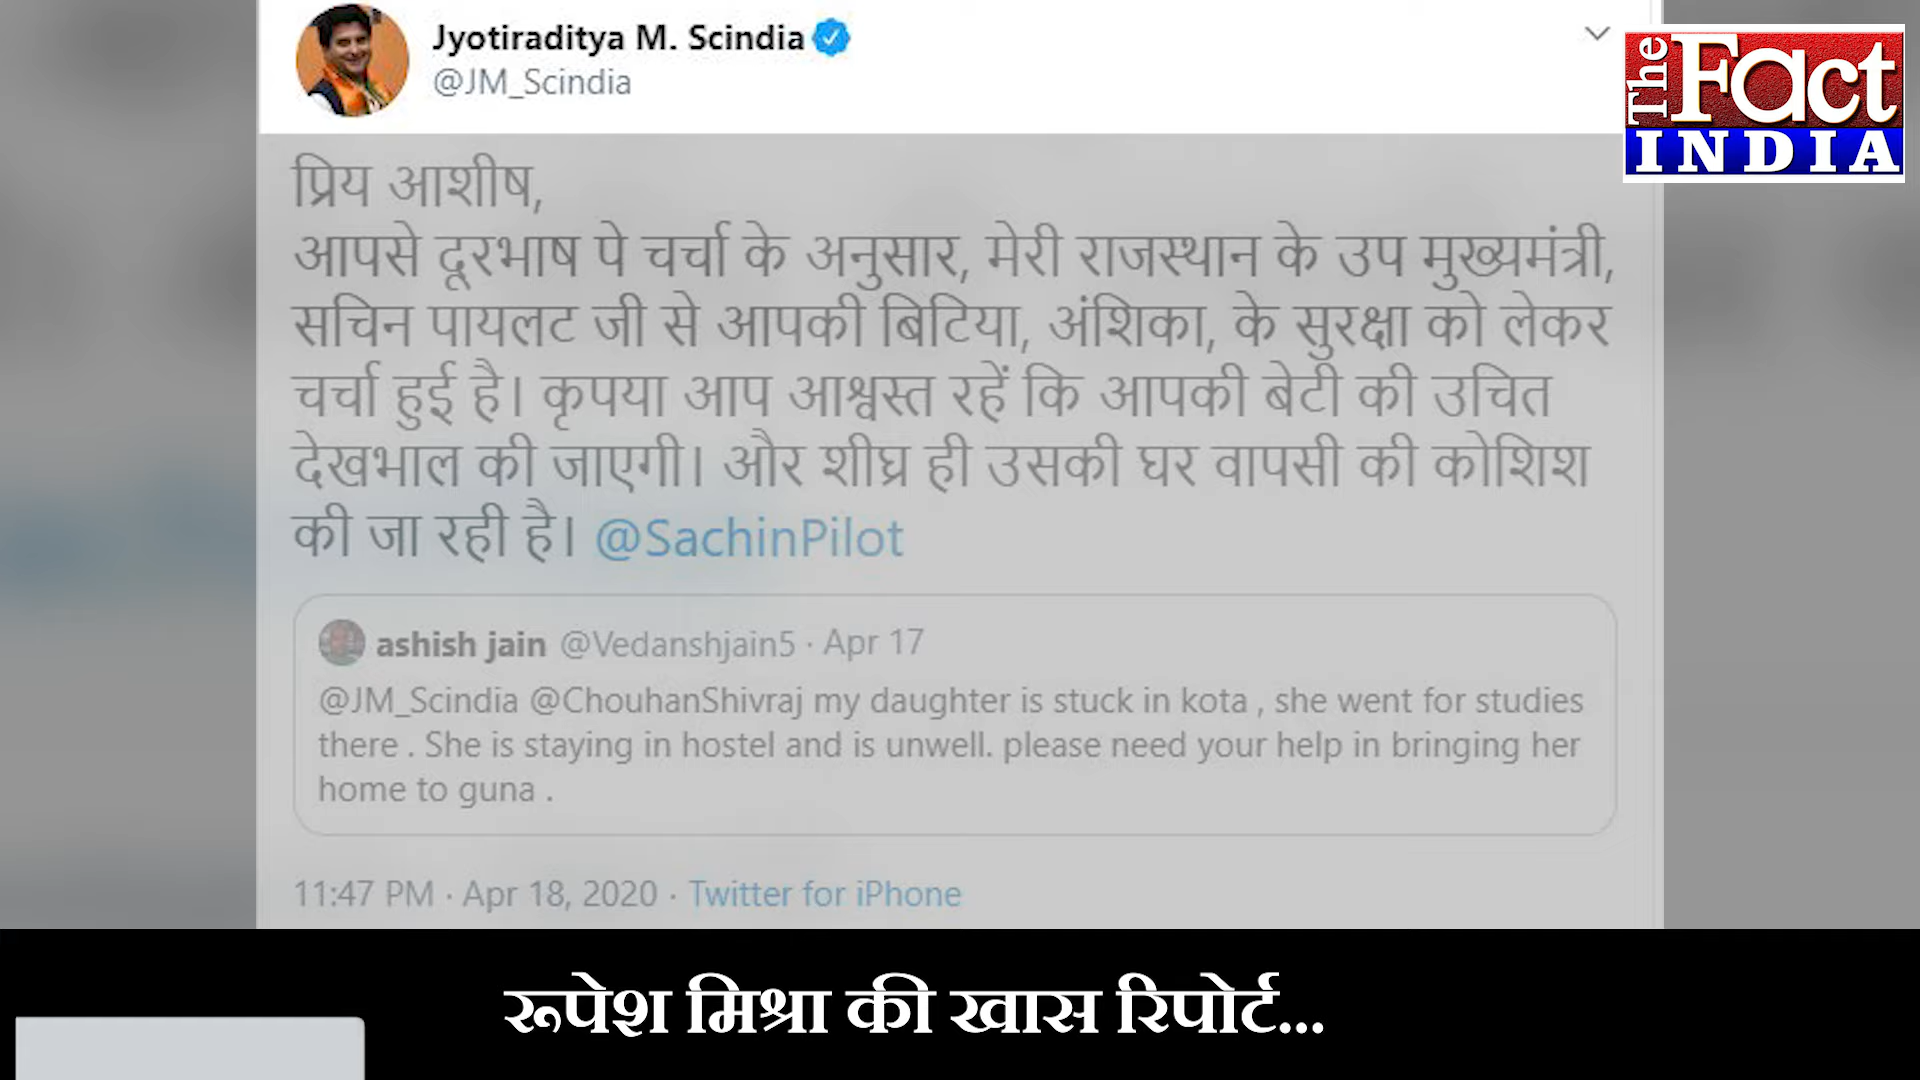 Jyotiraditya M. Scindia
@JM_Scindia
The Fact
INDIA
प्रिय आशीष,
आपसे दूरभाष पे चर्चा के अनुसार, मेरी राजस्थान के उप मुख्यमंत्री,
सचिन पायलट जी से आपकी बिटिया, अंशिका, के सुरक्षा को लेकर
चर्चा हुई है। कृपया आप आश्वस्त रहें कि आपकी बेटी की उचित
देखभाल की जाएगी। और शीघ्र ही उसकी घर वापसी की कोशिश
की जा रही है। @SachinPilot
ashish jain @Vedanshjain5 · Apr 17
@JM_Scindia @ChouhanShivraj my daughter is stuck in kota , she went for studies
there . She is staying in hostel and is unwell. please need your help in bringing her
home to guna .
11:47 PM · Apr 18, 2020 · Twitter for iPhone
रूपेश मिश्रा की खास रिपोर्ट...